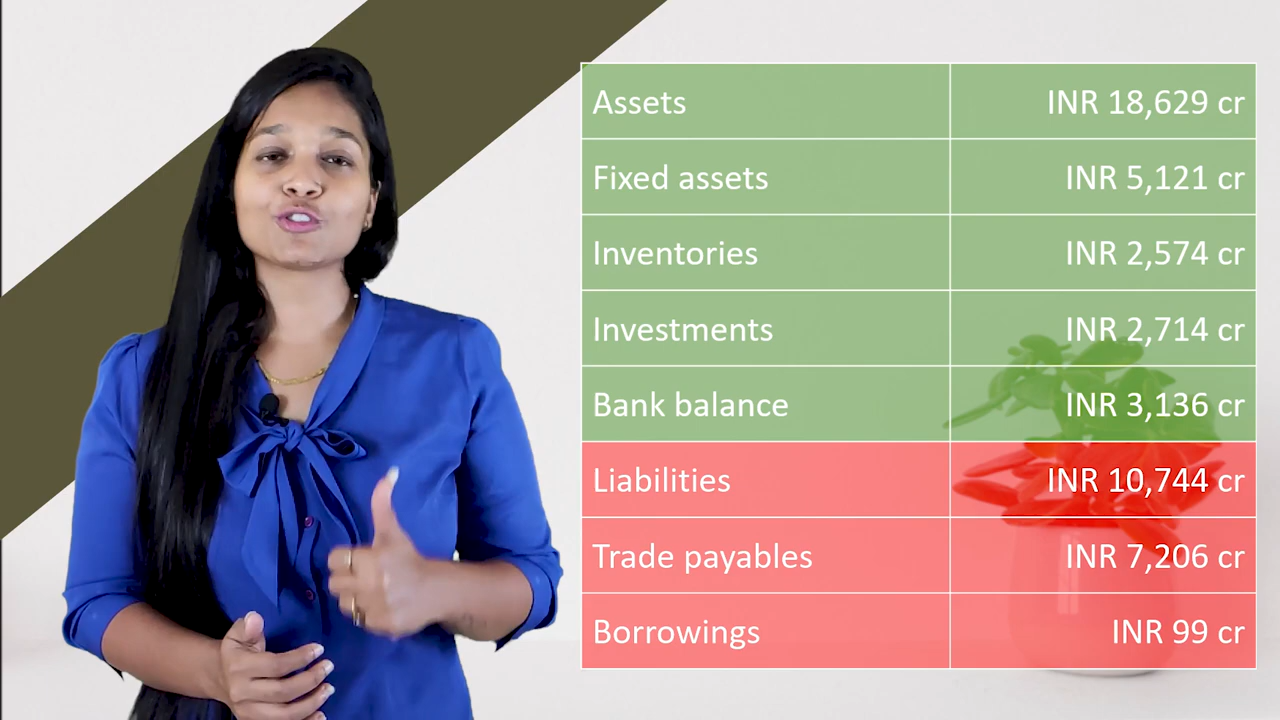 Assets INR 18,629 cr
Fixed assets INR 5,121 cr
Inventories INR 2,574 cr
Investments INR 2,714 cr
Bank balance INR 3,136 cr
Liabilities INR 10,744 cr
Trade payables INR 7,206 cr
Borrowings INR 99 cr